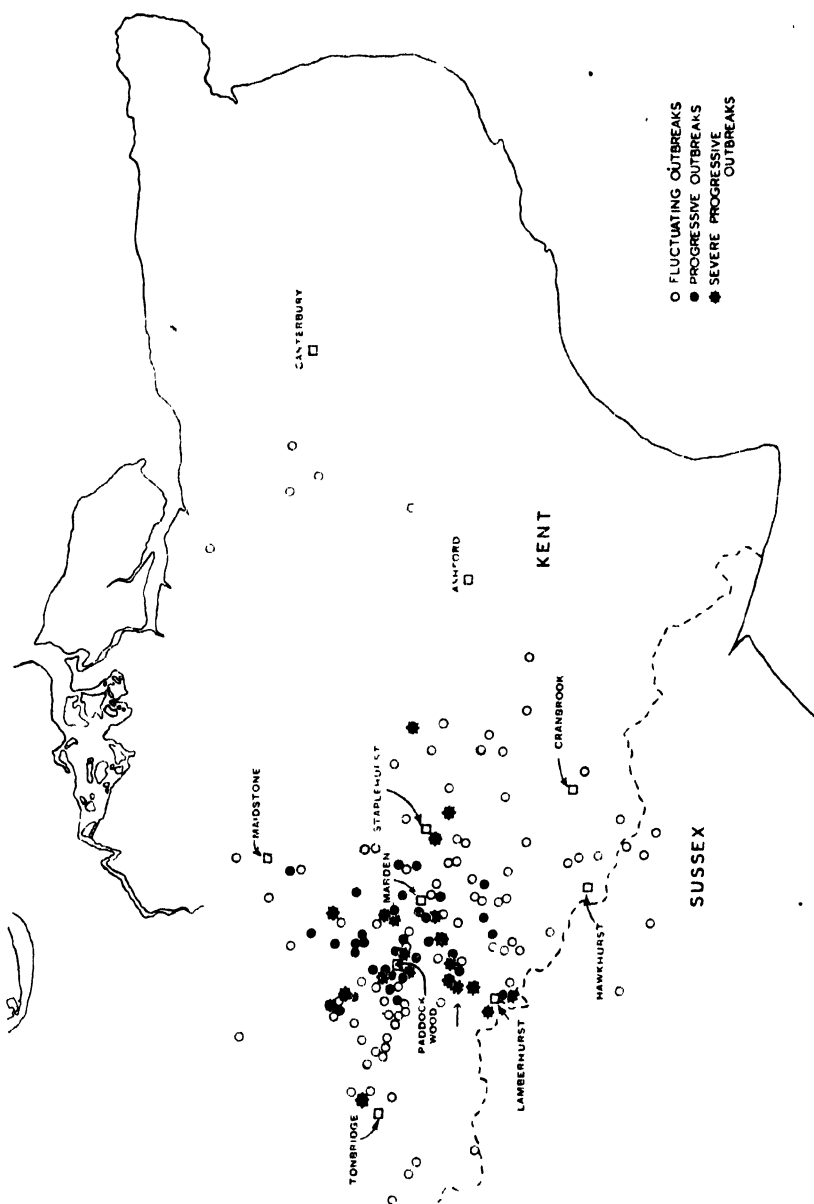 ○ FLUCTUATING OUTBREAKS
● PROGRESSIVE OUTBREAKS
✸ SEVERE PROGRESSIVE
OUTBREAKS
CANTERBURY
ASHFORD
KENT
MAIDSTONE
STAPLEHURST
MARDEN
CRANBROOK
SUSSEX
PADDOCK
WOOD
HAWKHURST
LAMBERHURST
TONBRIDGE